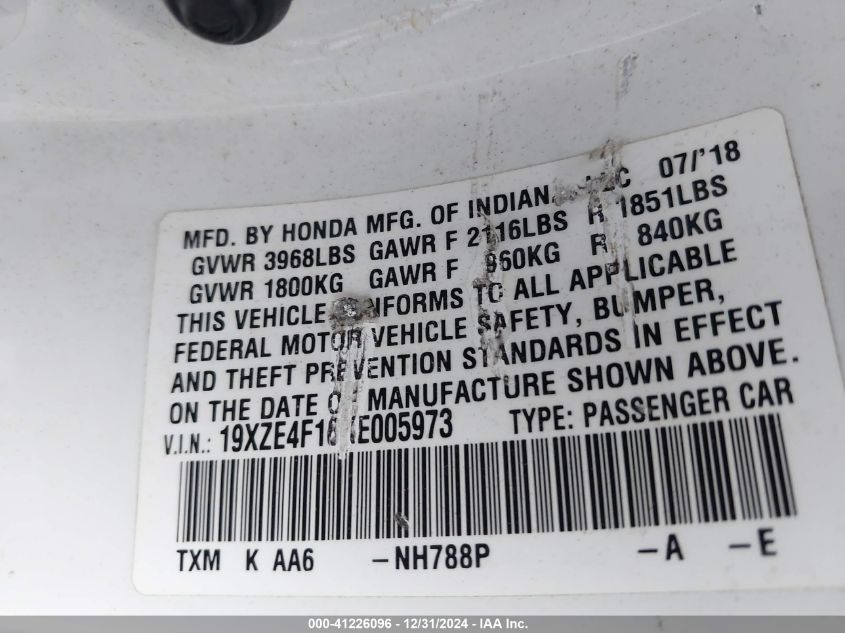 MFD. BY HONDA MFG. OF INDIAN 07/'18
GVWR 3968LBS GAWR F 2116LBS R 1851LBS
GVWR 1800KG GAWR F 960KG R 840KG
THIS VEHICLE TO ALL APPLICABLE
FEDERAL MOTOR VEHICLE SAFETY, BUMPER,
AND THEFT PREVENTION STANDARDS IN EFFECT
ON THE DATE OF MANUFACTURE SHOWN ABOVE.
V.I.N.: TYPE: PASSENGER CAR
TXM K AA6 -NH788P -A -E
000-41226096 - 12/31/2024 - IAA Inc.